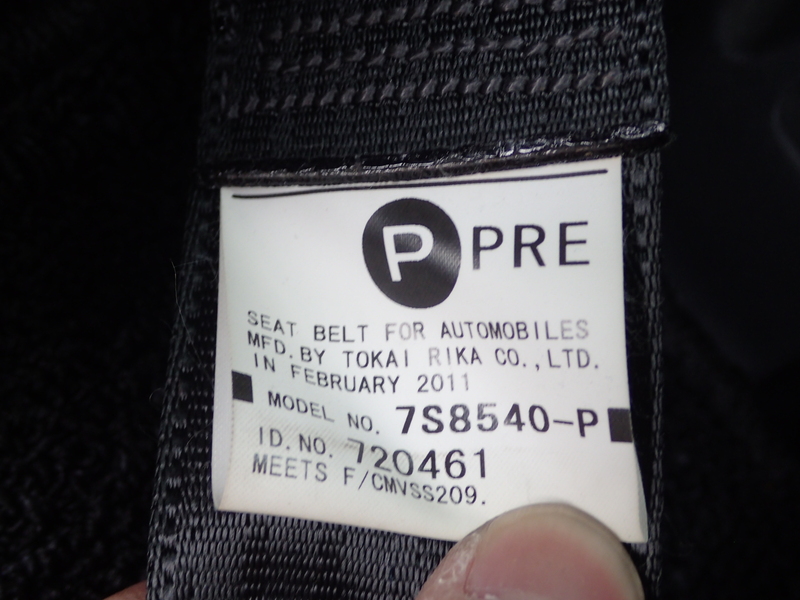 P PRE
SEAT BELT FOR AUTOMOBILES
MFD. BY TOKAI RIKA CO., LTD.
IN FEBRUARY 2011
MODEL NO. 7S8540-P
ID. NO. 720461
MEETS F/CMVSS209.